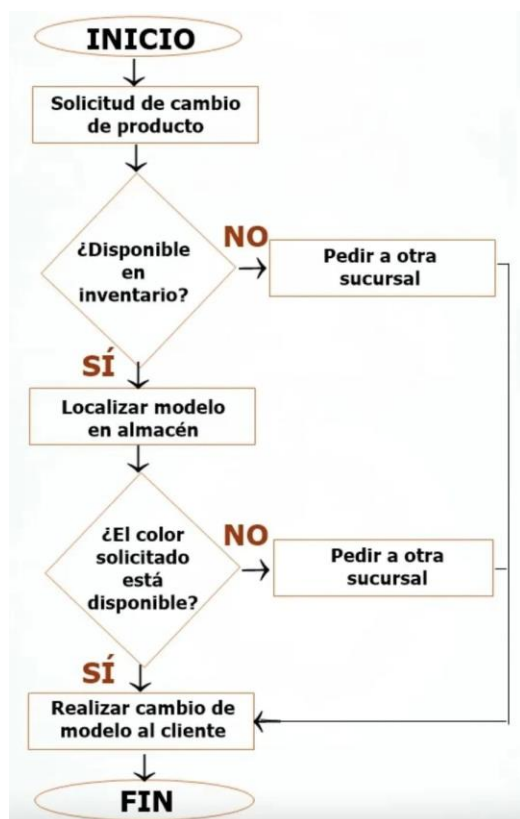 INICIO
Solicitud de cambio
de producto
¿Disponible
en
inventario?
NO
Pedir a otra
sucursal
SÍ
Localizar modelo
en almacén
¿El color
solicitado
está
disponible?
NO
Pedir a otra
sucursal
SÍ
Realizar cambio de
modelo al cliente
FIN